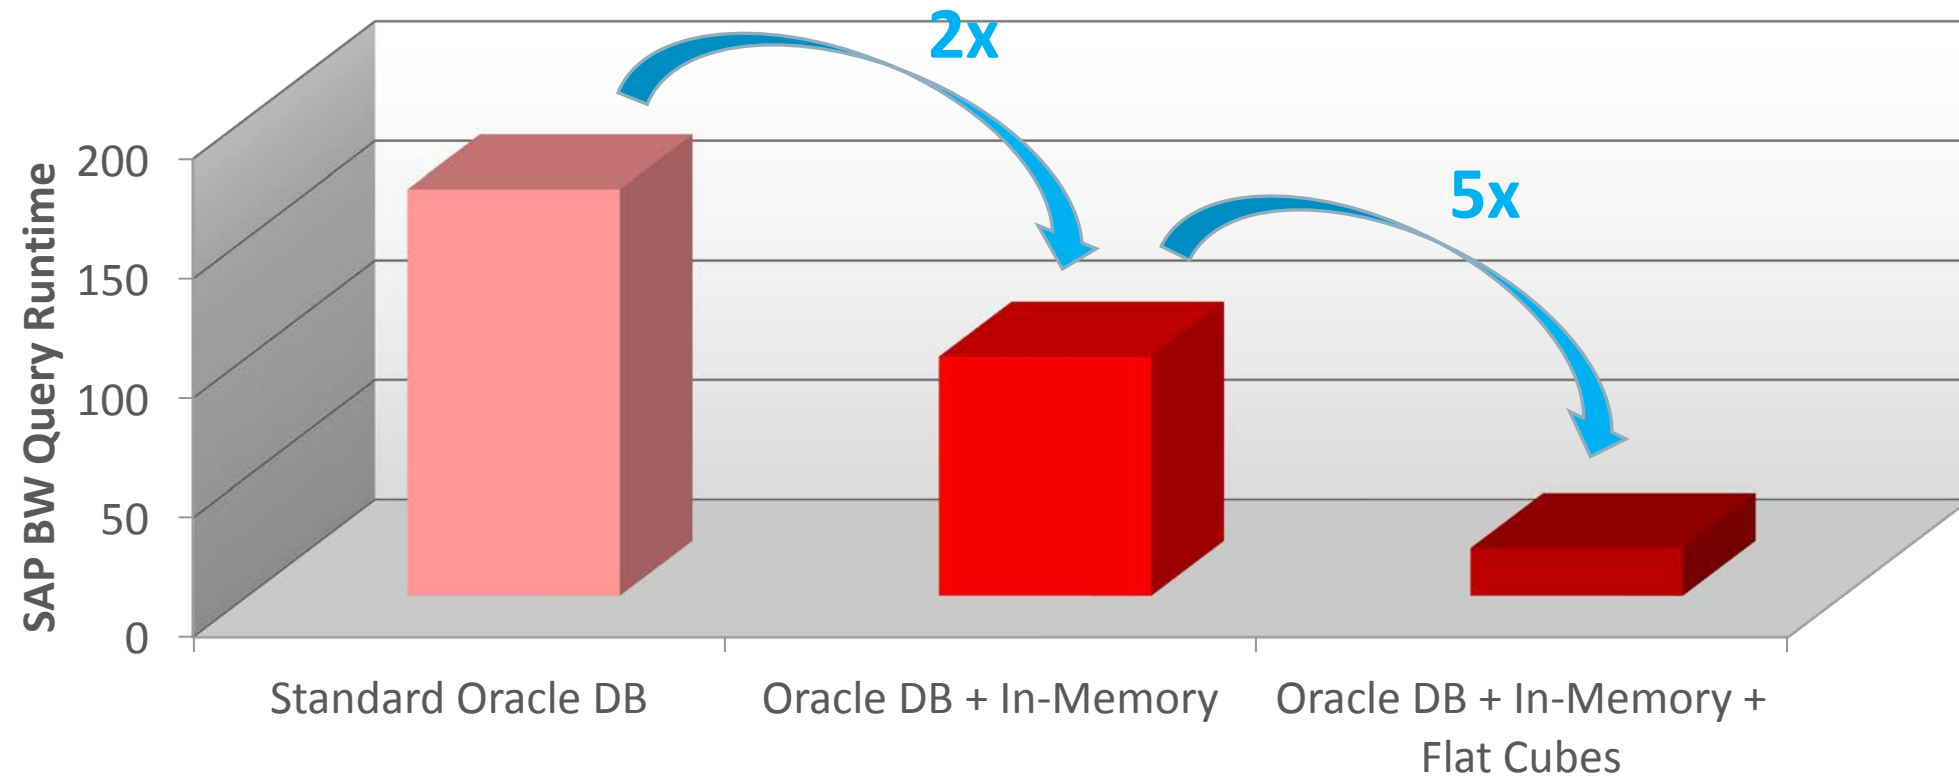 2x
5x
SAP BW Query Runtime
200
150
100
50
0
Standard Oracle DB
Oracle DB + In-Memory
Oracle DB + In-Memory +
Flat Cubes